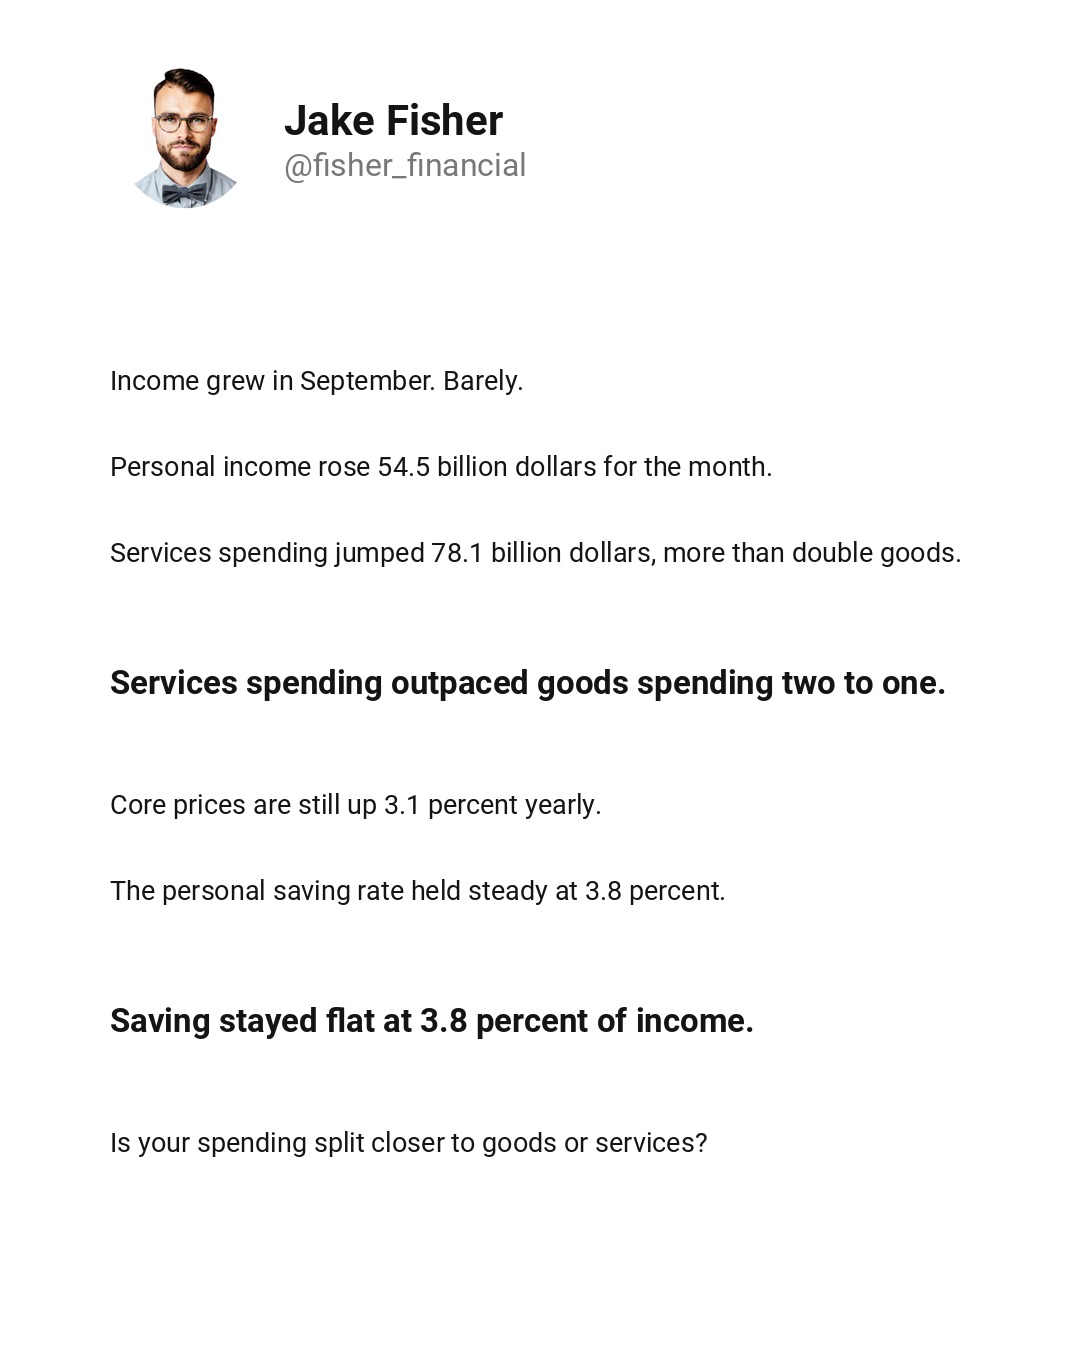 Jake Fisher
@fisher_financial
Income grew in September. Barely.
Personal income rose 54.5 billion dollars for the month.
Services spending jumped 78.1 billion dollars, more than double goods.
Services spending outpaced goods spending two to one.
Core prices are still up 3.1 percent yearly.
The personal saving rate held steady at 3.8 percent.
Saving stayed flat at 3.8 percent of income.
Is your spending split closer to goods or services?